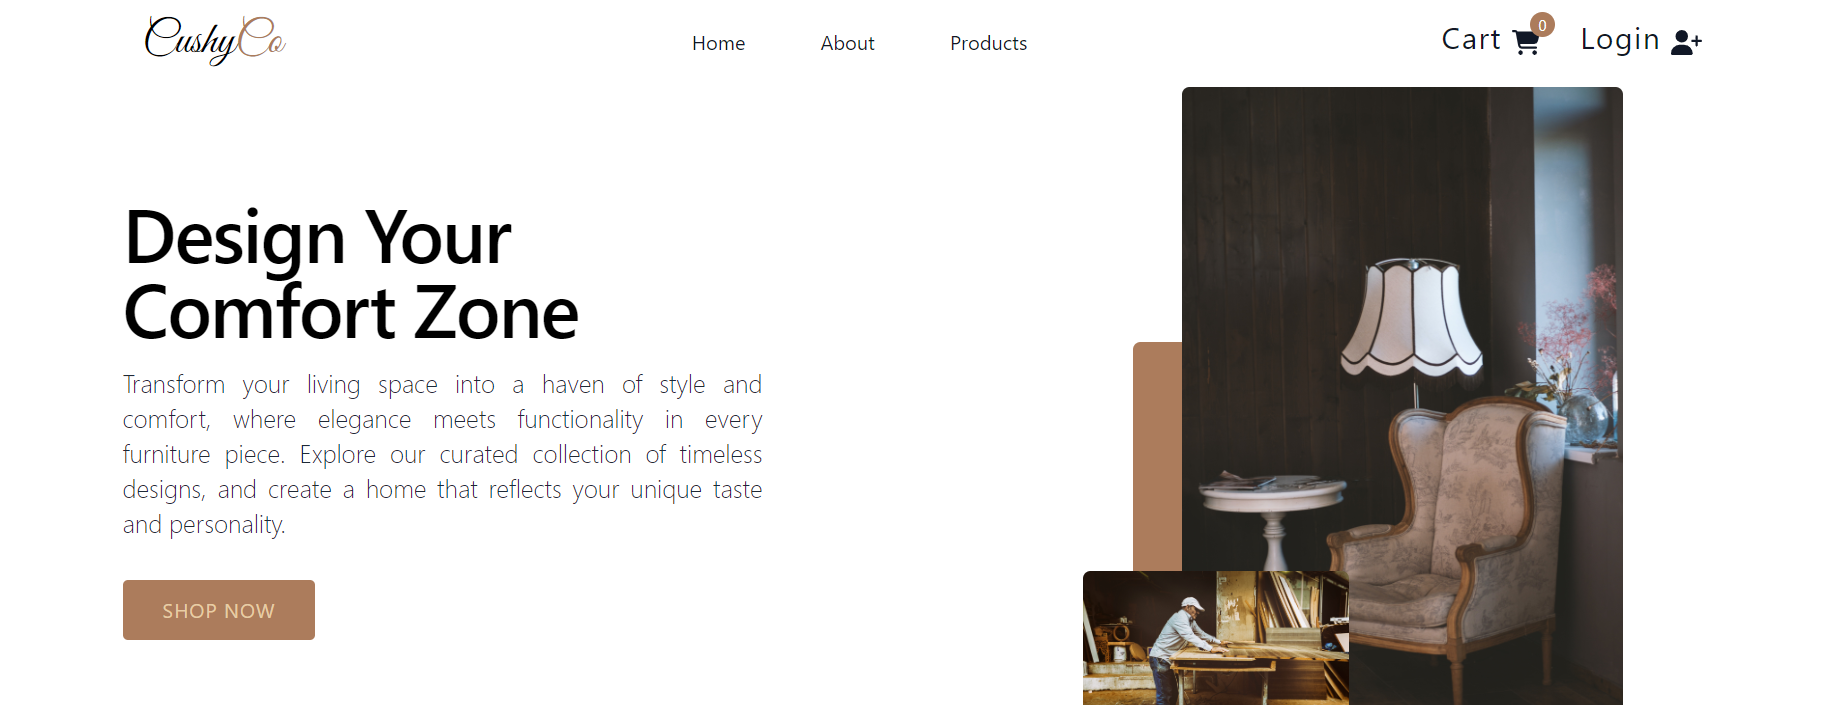 CushyCo
Home About Products
Cart 0 Login
Design Your
Comfort Zone
Transform your living space into a haven of style and
comfort, where elegance meets functionality in every
furniture piece. Explore our curated collection of timeless
designs, and create a home that reflects your unique taste
and personality.
SHOP NOW